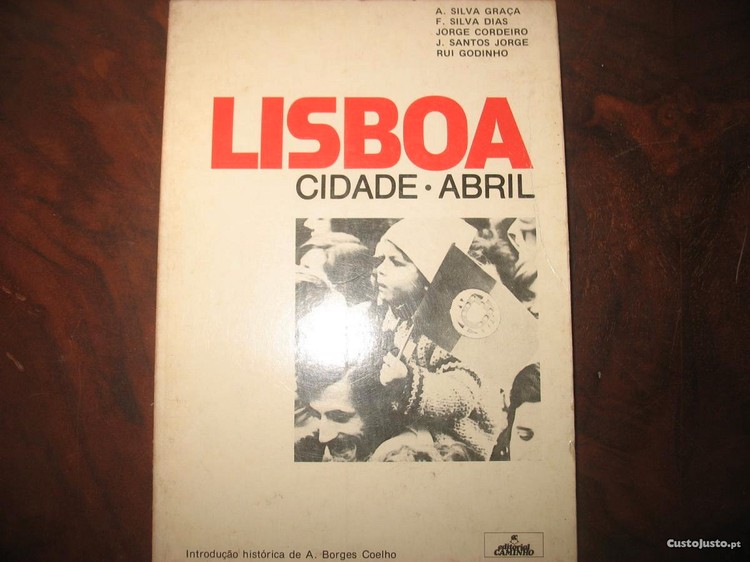 A. SILVA GRAÇA
F. SILVA DIAS
JORGE CORDEIRO
J. SANTOS JORGE
RUI GODINHO
LISBOA
CIDADE • ABRIL
Introdução histórica de A. Borges Coelho
editorial
CAMINHO
CustoJusto.pt